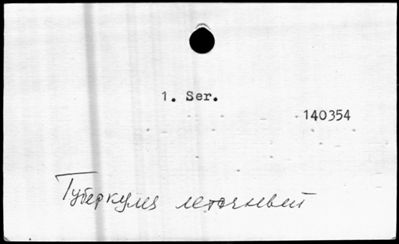 1. Ser.
140354
Туберкулез легочный